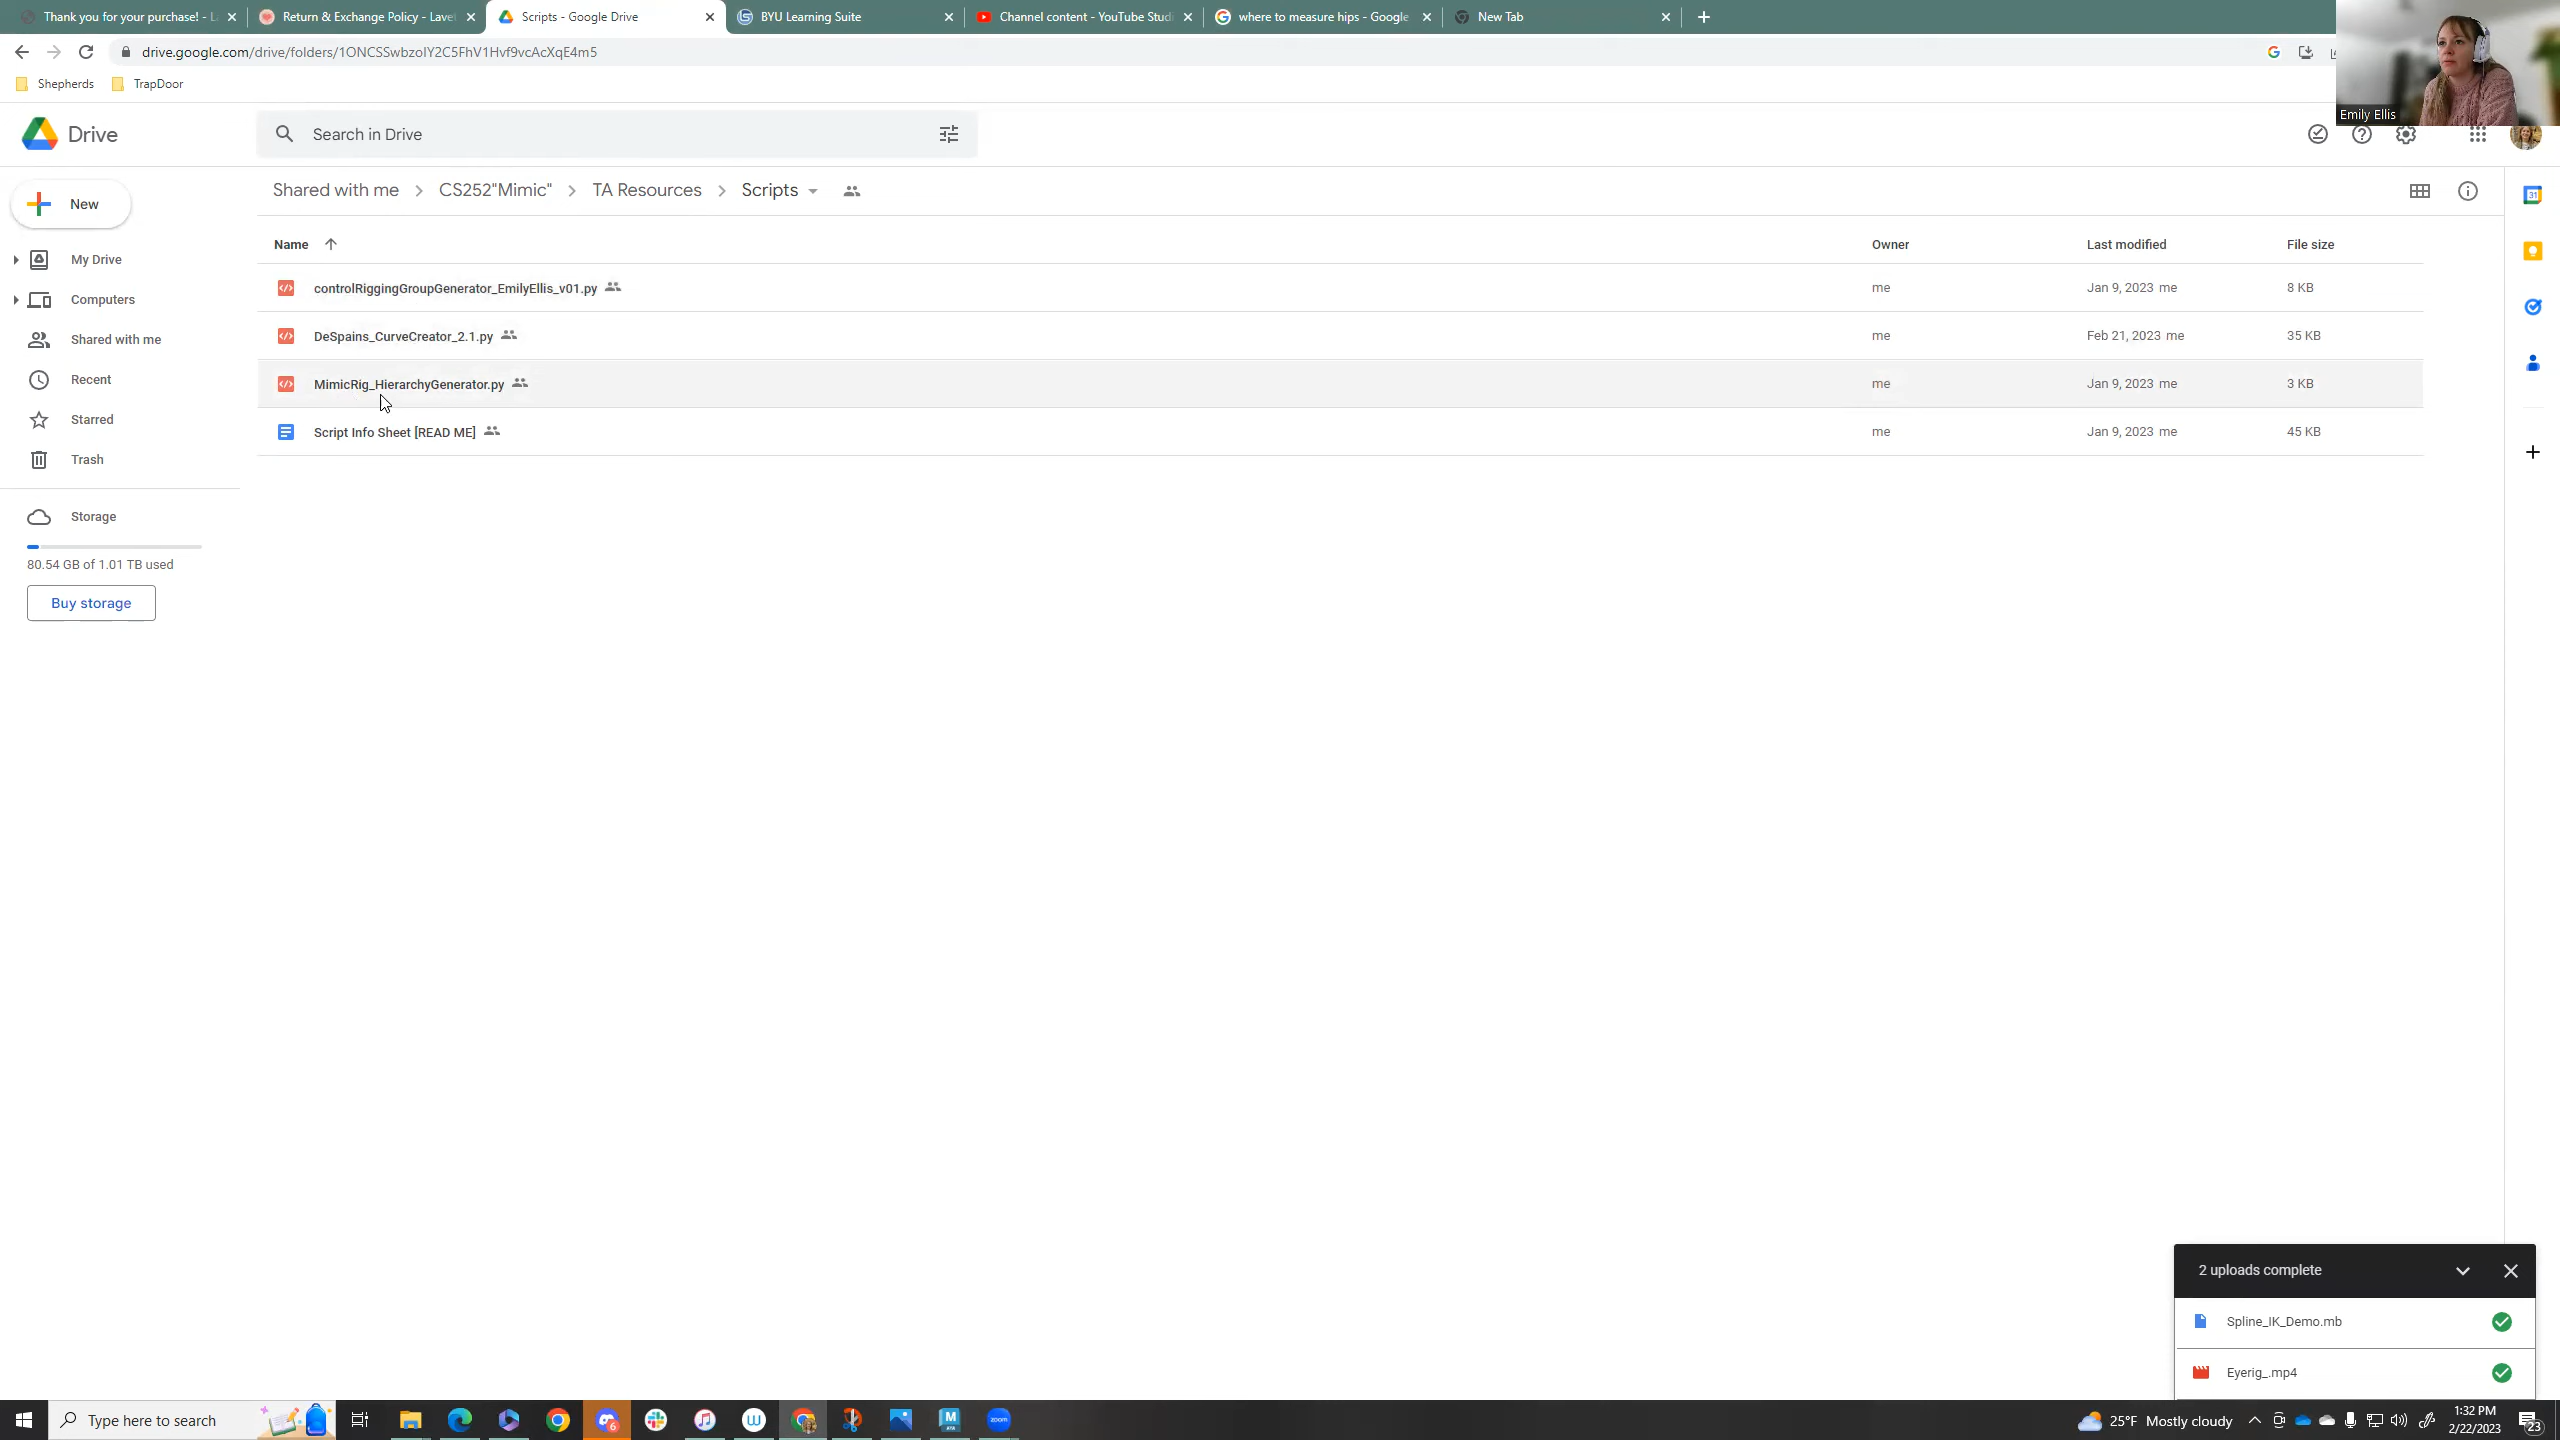 Thank you for your purchase! - L
Return & Exchange Policy - Lave
Scripts - Google Drive
BYU Learning Suite
Channel content - YouTube Studi
where to measure hips - Google
New Tab
drive.google.com/drive/folders/1ONCSSwbzoIY2C5FhV1Hvf9vcAcXqE4m5
Shepherds
TrapDoor
Emily Ellis
Drive
Search in Drive
Shared with me
CS252"Mimic"
TA Resources
Scripts
New
Name
Owner
Last modified
File size
My Drive
controlRiggingGroupGenerator_EmilyEllis_v01.py
me
Jan 9, 2023 me
8 KB
Computers
DeSpains_CurveCreator_2.1.py
me
Feb 21, 2023 me
35 KB
Shared with me
MimicRig_HierarchyGenerator.py
me
Jan 9, 2023 me
3 KB
Recent
Script Info Sheet [READ ME]
me
Jan 9, 2023 me
45 KB
Starred
Trash
Storage
80.54 GB of 1.01 TB used
Buy storage
2 uploads complete
Spline_IK_Demo.mb
Eyerig_.mp4
Type here to search
6
W
M
zoom
25°F Mostly cloudy
1:32 PM
2/22/2023
23